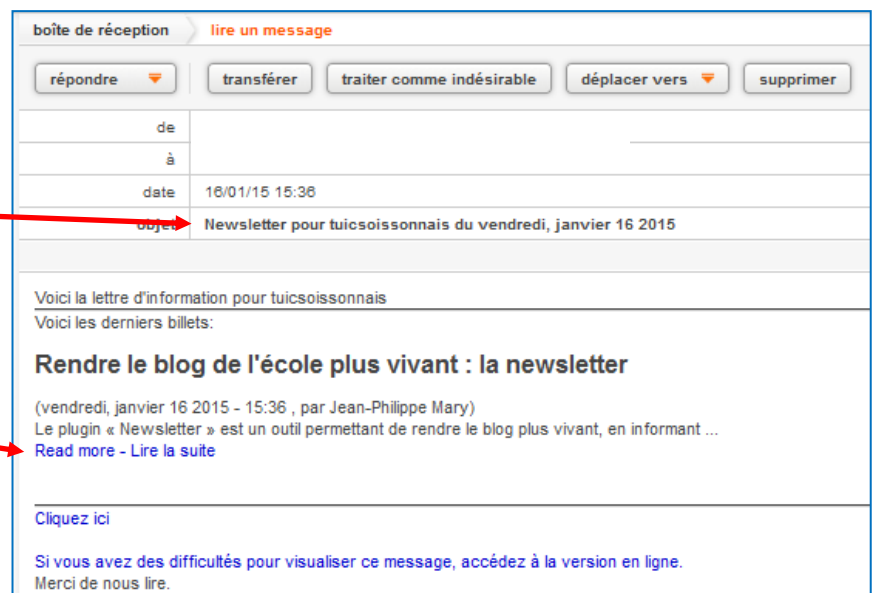 boîte de réception lire un message
répondre transférer traiter comme indésirable déplacer vers supprimer
de
à
date 16/01/15 15:36
objet Newsletter pour tuicsoissonnais du vendredi, janvier 16 2015
Voici la lettre d'information pour tuicsoissonnais
Voici les derniers billets:
Rendre le blog de l'école plus vivant : la newsletter
(vendredi, janvier 16 2015 - 15:36 , par Jean-Philippe Mary)
Le plugin « Newsletter » est un outil permettant de rendre le blog plus vivant, en informant ...
Read more - Lire la suite
Cliquez ici
Si vous avez des difficultés pour visualiser ce message, accédez à la version en ligne.
Merci de nous lire.